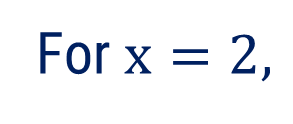 For x = 2,